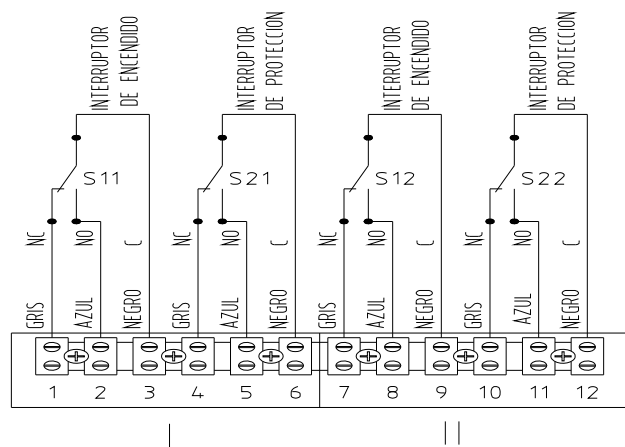 INTERRUPTOR
DE ENCENDIDO
INTERRUPTOR
DE PROTECCIÓN
INTERRUPTOR
DE ENCENDIDO
INTERRUPTOR
DE PROTECCIÓN
S11
S21
S12
S22
NC NO C NC NO C NC NO C NC NO C
GRIS AZUL NEGRO GRIS AZUL NEGRO GRIS AZUL NEGRO GRIS AZUL NEGRO
1 2 3 4 5 6 7 8 9 10 11 12
I II